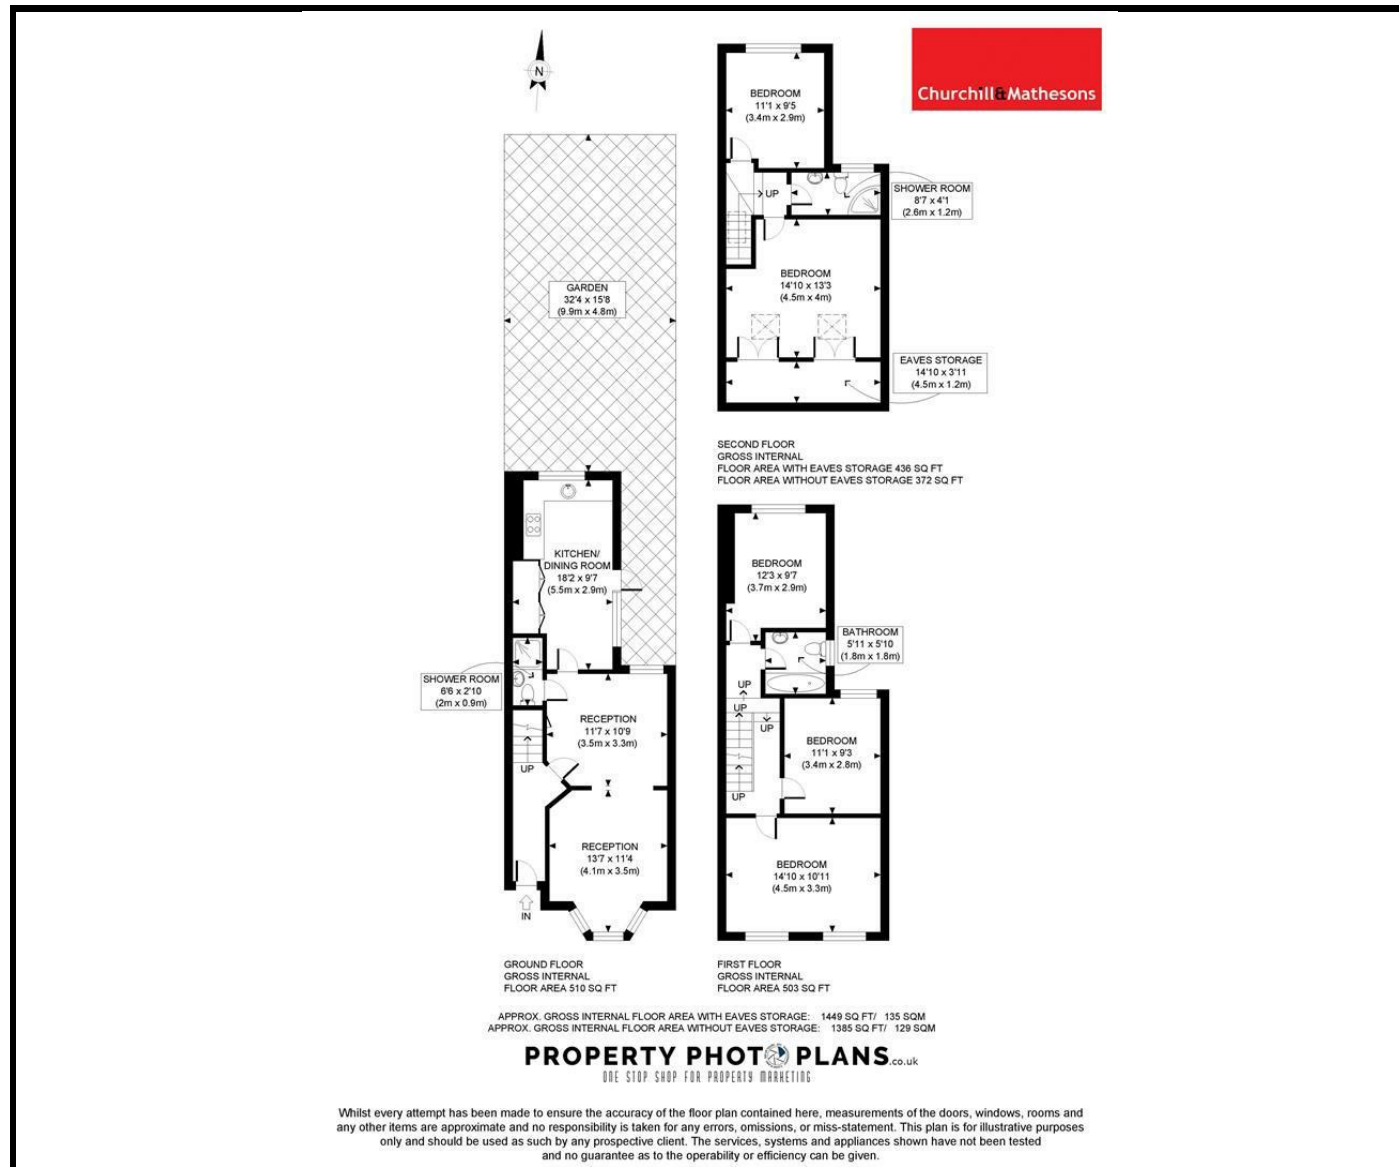 N
Churchill&Mathesons
BEDROOM
11'1 x 9'5
(3.4m x 2.9m)
UP
SHOWER ROOM
8'7 x 4'1
(2.6m x 1.2m)
BEDROOM
14'10 x 13'3
(4.5m x 4m)
EAVES STORAGE
14'10 x 3'11
(4.5m x 1.2m)
SECOND FLOOR
GROSS INTERNAL
FLOOR AREA WITH EAVES STORAGE 436 SQ FT
FLOOR AREA WITHOUT EAVES STORAGE 372 SQ FT
GARDEN
32'4 x 15'8
(9.9m x 4.8m)
KITCHEN/
DINING ROOM
18'2 x 9'7
(5.5m x 2.9m)
SHOWER ROOM
6'6 x 2'10
(2m x 0.9m)
UP
RECEPTION
11'7 x 10'9
(3.5m x 3.3m)
RECEPTION
13'7 x 11'4
(4.1m x 3.5m)
IN
GROUND FLOOR
GROSS INTERNAL
FLOOR AREA 510 SQ FT
BEDROOM
12'3 x 9'7
(3.7m x 2.9m)
BATHROOM
5'11 x 5'10
(1.8m x 1.8m)
UP
UP
UP
UP
BEDROOM
11'1 x 9'3
(3.4m x 2.8m)
BEDROOM
14'10 x 10'11
(4.5m x 3.3m)
FIRST FLOOR
GROSS INTERNAL
FLOOR AREA 503 SQ FT
APPROX. GROSS INTERNAL FLOOR AREA WITH EAVES STORAGE: 1449 SQ FT/ 135 SQM
APPROX. GROSS INTERNAL FLOOR AREA WITHOUT EAVES STORAGE: 1385 SQ FT/ 129 SQM
PROPERTY PHOTO PLANS.co.uk
ONE STOP SHOP FOR PROPERTY MARKETING
Whilst every attempt has been made to ensure the accuracy of the floor plan contained here, measurements of the doors, windows, rooms and
any other items are approximate and no responsibility is taken for any errors, omissions, or miss-statement. This plan is for illustrative purposes
only and should be used as such by any prospective client. The services, systems and appliances shown have not been tested
and no guarantee as to the operability or efficiency can be given.